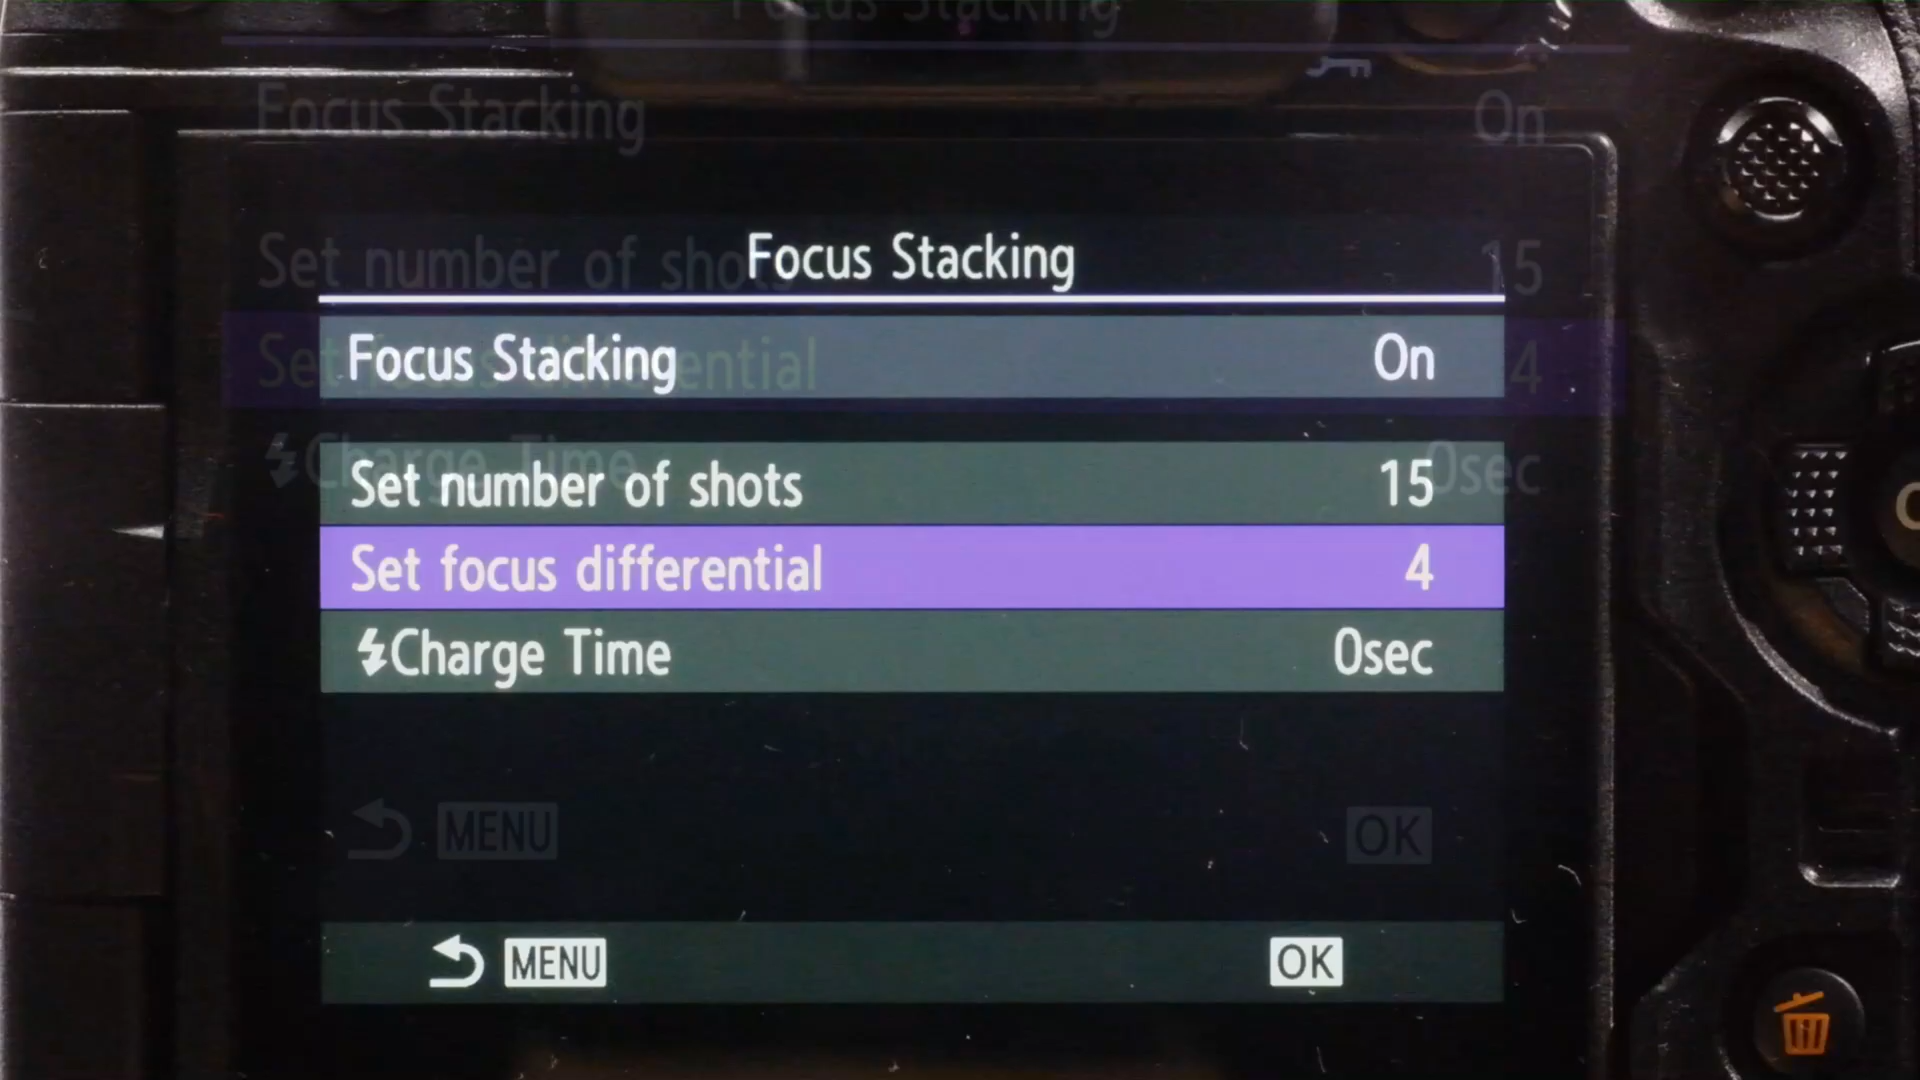 Focus Stacking
Focus Stacking On
Set number of shots 15
Set focus differential 4
Charge Time 0sec
MENU OK